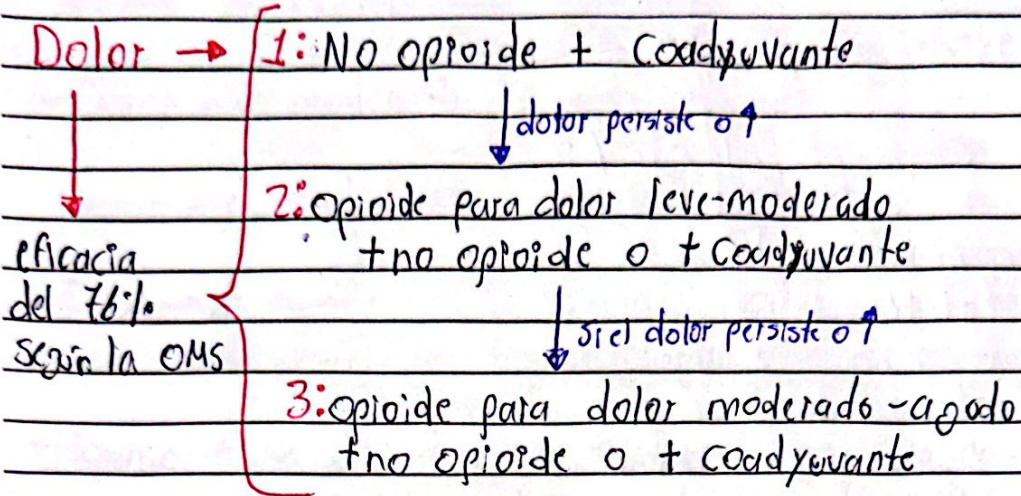 Dolor → 1: No opioide + Coadyuvante
dolor persiste o ↑
2: opioide para dolor leve-moderado
+ no opioide o + Coadyuvante
eficacia
del 76%
según la OMS
si el dolor persiste o ↑
3: opioide para dolor moderado-agudo
+ no opioide o + Coadyuvante